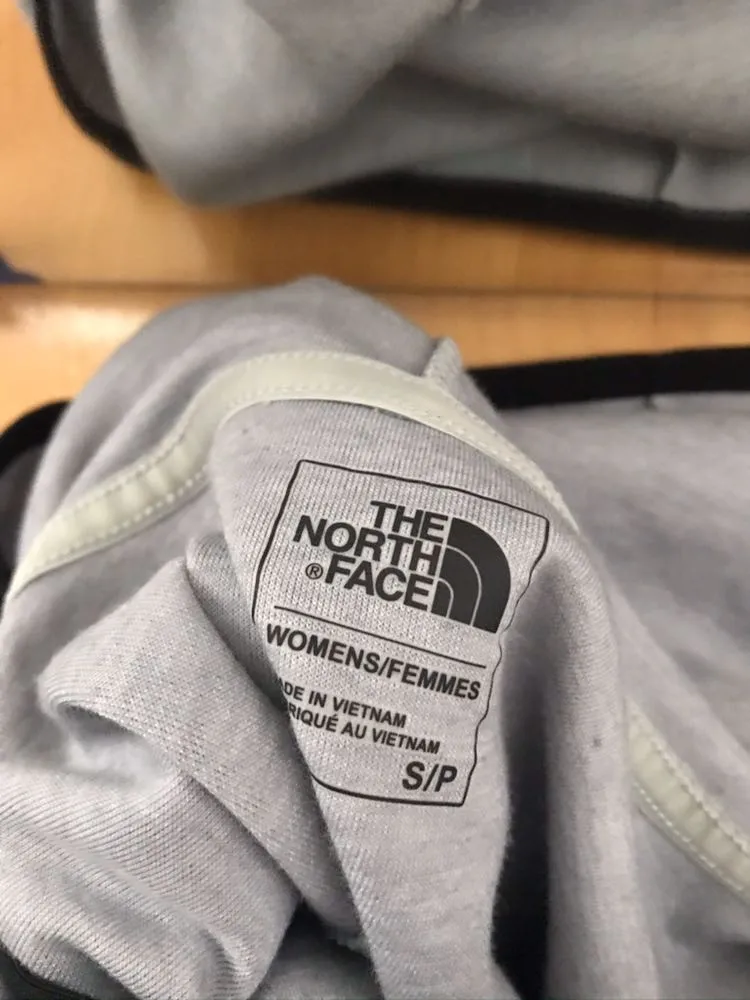 THE
NORTH
®FACE
WOMENS/FEMMES
ADE IN VIETNAM
RIQUÉ AU VIETNAM
S/P